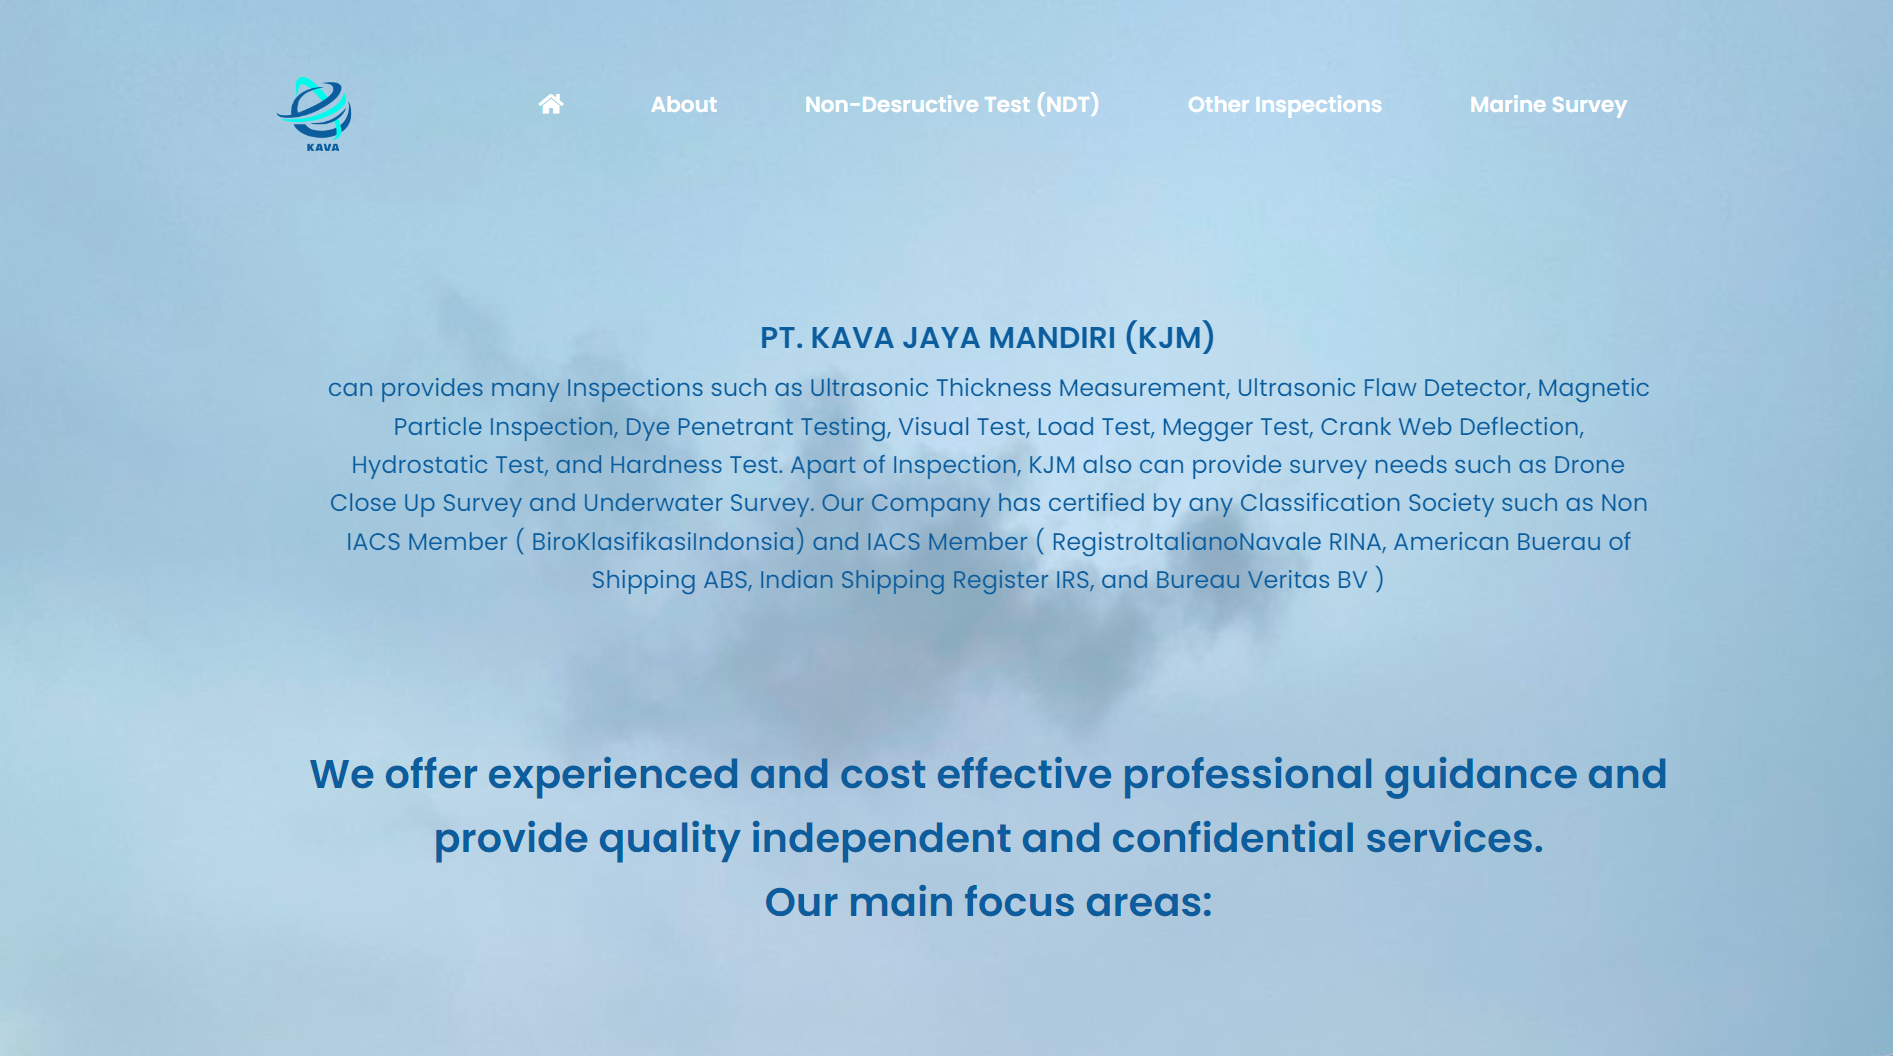 KAVA
About
Non-Desructive Test (NDT)
Other Inspections
Marine Survey
PT. KAVA JAYA MANDIRI (KJM)
can provides many Inspections such as Ultrasonic Thickness Measurement, Ultrasonic Flaw Detector, Magnetic
Particle Inspection, Dye Penetrant Testing, Visual Test, Load Test, Megger Test, Crank Web Deflection,
Hydrostatic Test, and Hardness Test. Apart of Inspection, KJM also can provide survey needs such as Drone
Close Up Survey and Underwater Survey. Our Company has certified by any Classification Society such as Non
IACS Member ( BiroKlasifikasiIndonsia) and IACS Member ( RegistroItalianoNavale RINA, American Buerau of
Shipping ABS, Indian Shipping Register IRS, and Bureau Veritas BV )
We offer experienced and cost effective professional guidance and
provide quality independent and confidential services.
Our main focus areas: